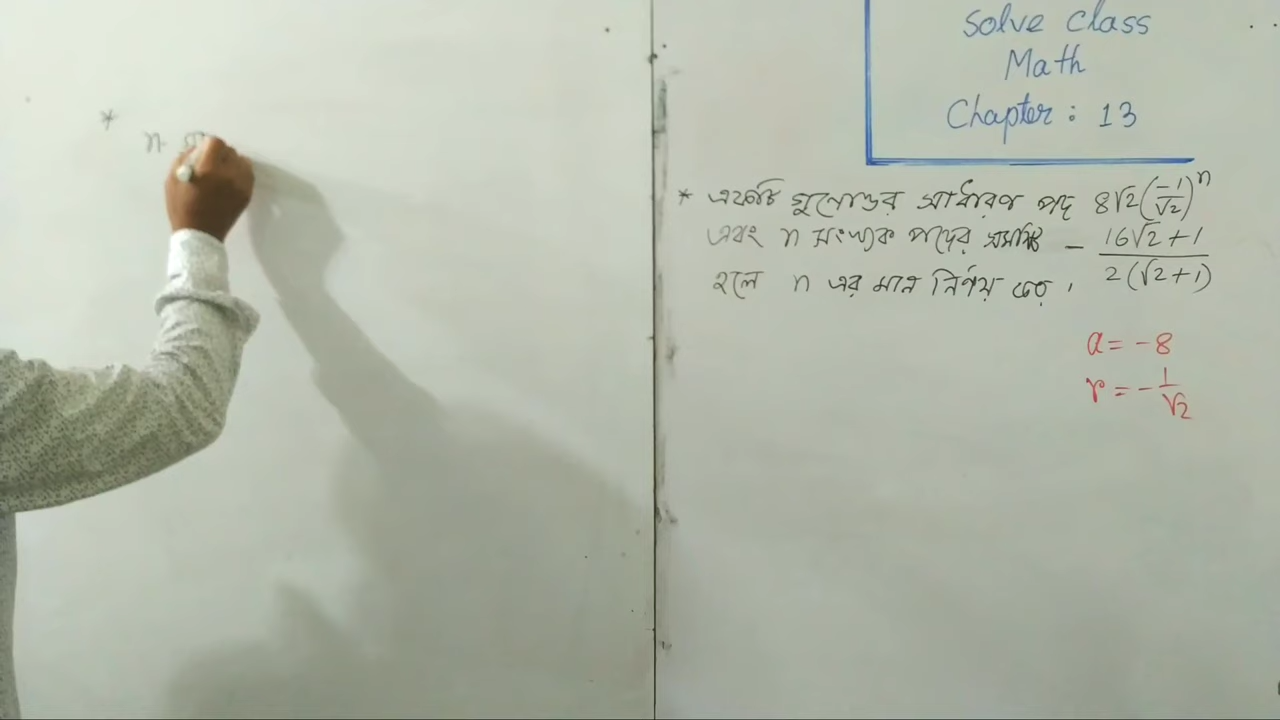 * n
Solve Class
Math
Chapter : 13
* একটি গুনোত্তর সাধারণ পদ 8√2(-1/√2)^n
এবং n সংখ্যক পদের সমষ্টি - (16√2+1)/(2(√2+1))
হলে n এর মান নির্ণয় কর।
a = -8
r = -1/√2